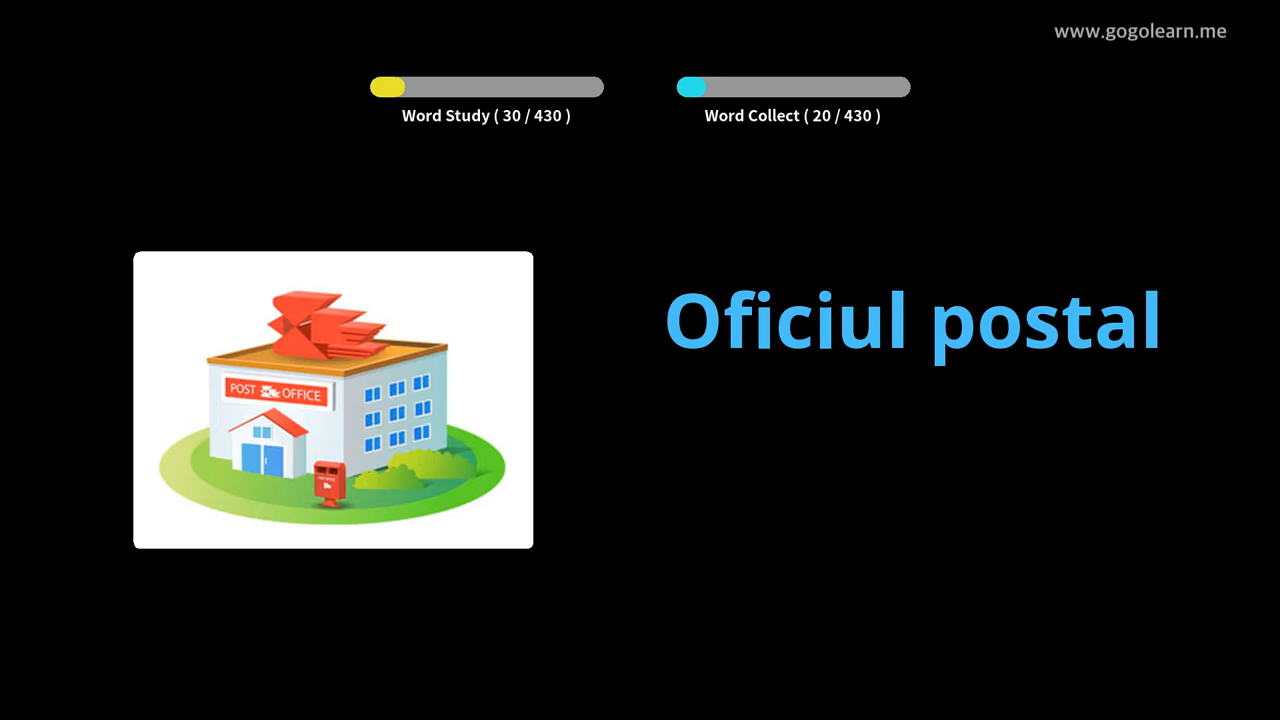 www.gogolearn.me
Word Study ( 30 / 430 )
Word Collect ( 20 / 430 )
Oficiul postal
POST OFFICE